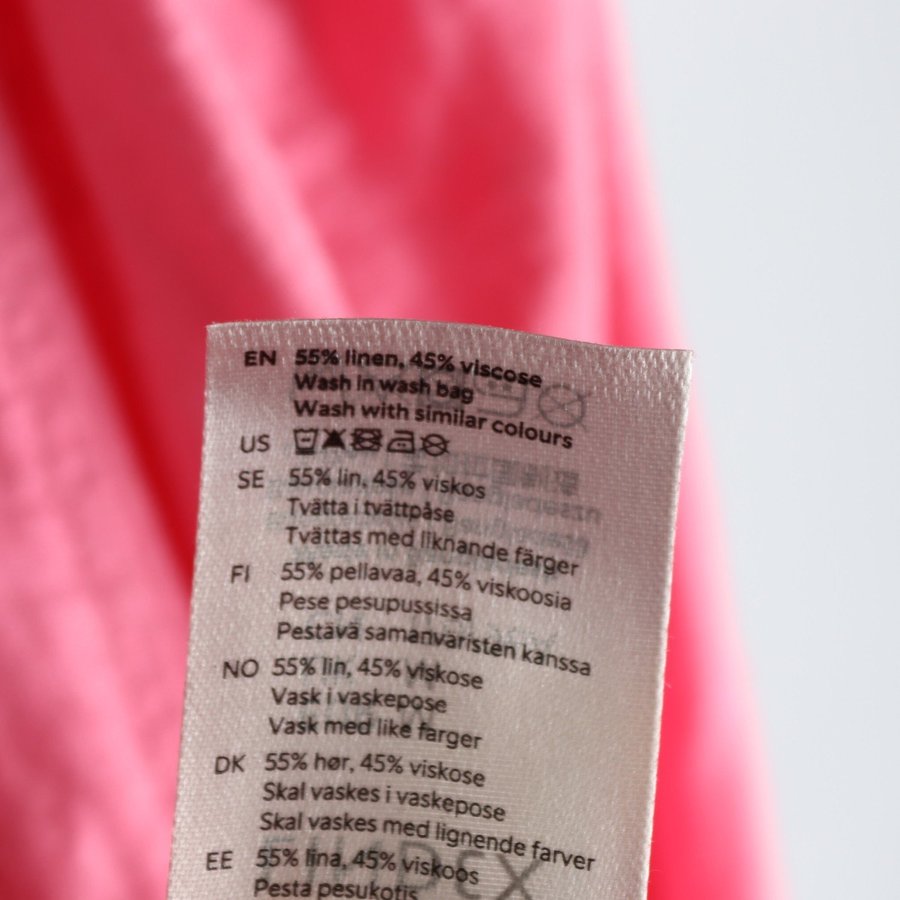 EN 55% linen, 45% viscose
Wash in wash bag
Wash with similar colours
US
SE 55% lin, 45% viskos
Tvätta i tvättpåse
Tvättas med liknande färger
FI 55% pellavaa, 45% viskoosia
Pese pesupussissa
Pestävä samanväristen kanssa
NO 55% lin, 45% viskose
Vask i vaskepose
Vask med like farger
DK 55% hør, 45% viskose
Skal vaskes i vaskepose
Skal vaskes med lignende farver
EE 55% lina, 45% viskoos
Pesta pesukotis